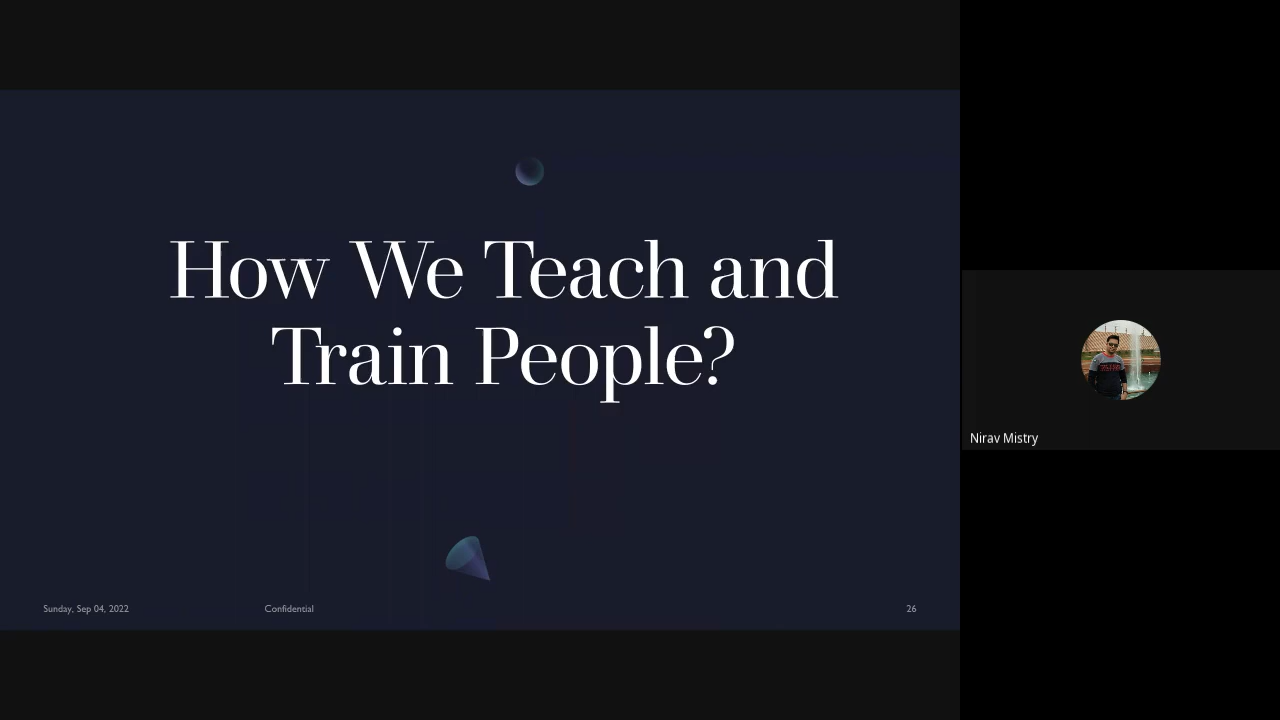 How We Teach and
Train People?
Nirav Mistry
Sunday, Sep 04, 2022
Confidential
26